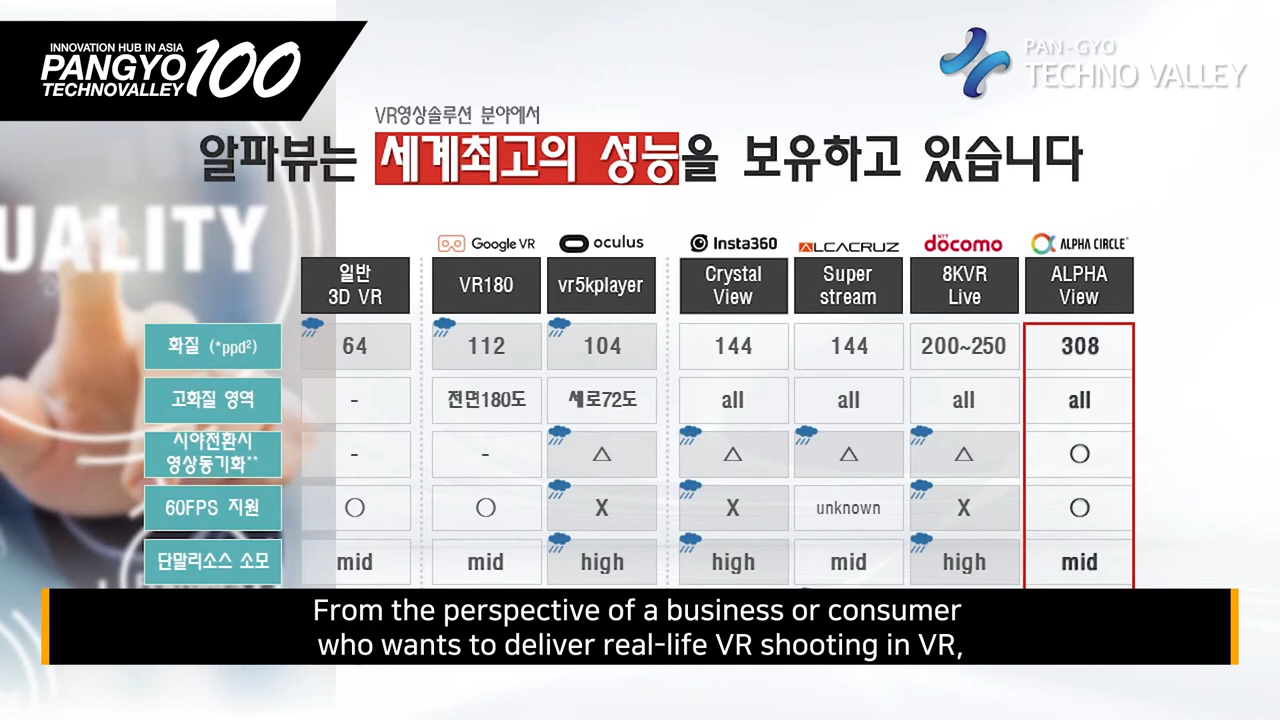 INNOVATION HUB IN ASIA
PANGYO 100
TECHNOVALLEY
PAN-GYO
TECHNO VALLEY
VR영상솔루션 분야에서
알파뷰는 세계최고의 성능을 보유하고 있습니다
UALITY
Google VR
oculus
Insta360
ALCACRUZ
NTT
docomo
ALPHA CIRCLE
일반
3D VR
VR180
vr5kplayer
Crystal
View
Super
stream
8KVR
Live
ALPHA
View
화질 (*ppd²) 64 112 104 144 144 200~250 308
고화질 영역 - 전면180도 세로72도 all all all all
시야전환시
영상동기화** - - △ △ △ △ ○
60FPS 지원 ○ ○ X X unknown X ○
단말리소스 소모 mid mid high high mid high mid
From the perspective of a business or consumer
who wants to deliver real-life VR shooting in VR,